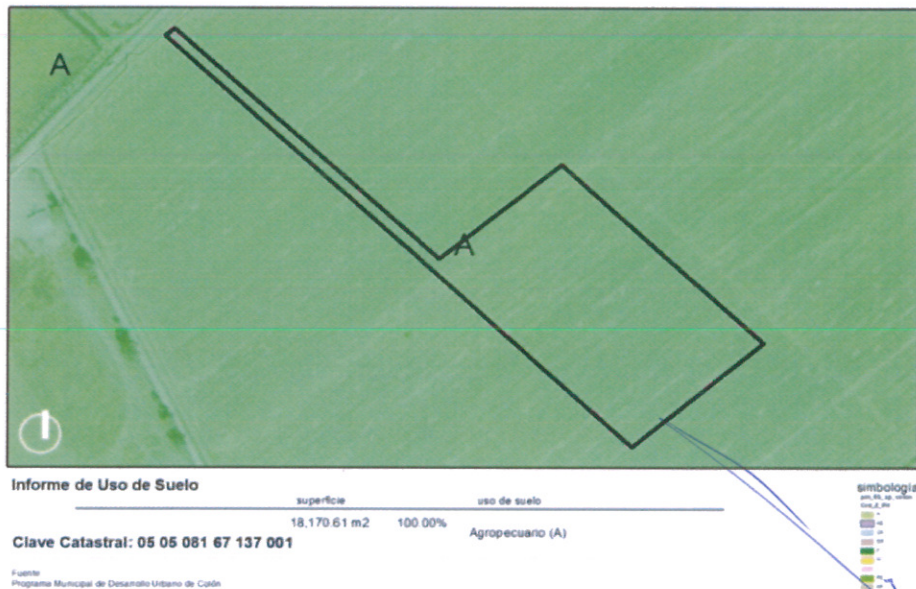 A
A
Informe de Uso de Suelo
superficie uso de suelo
18,170.61 m2 100.00% Agropecuario (A)
Clave Catastral: 05 05 081 67 137 001
Fuente
Programa Municipal de Desarrollo Urbano de Colón
simbología